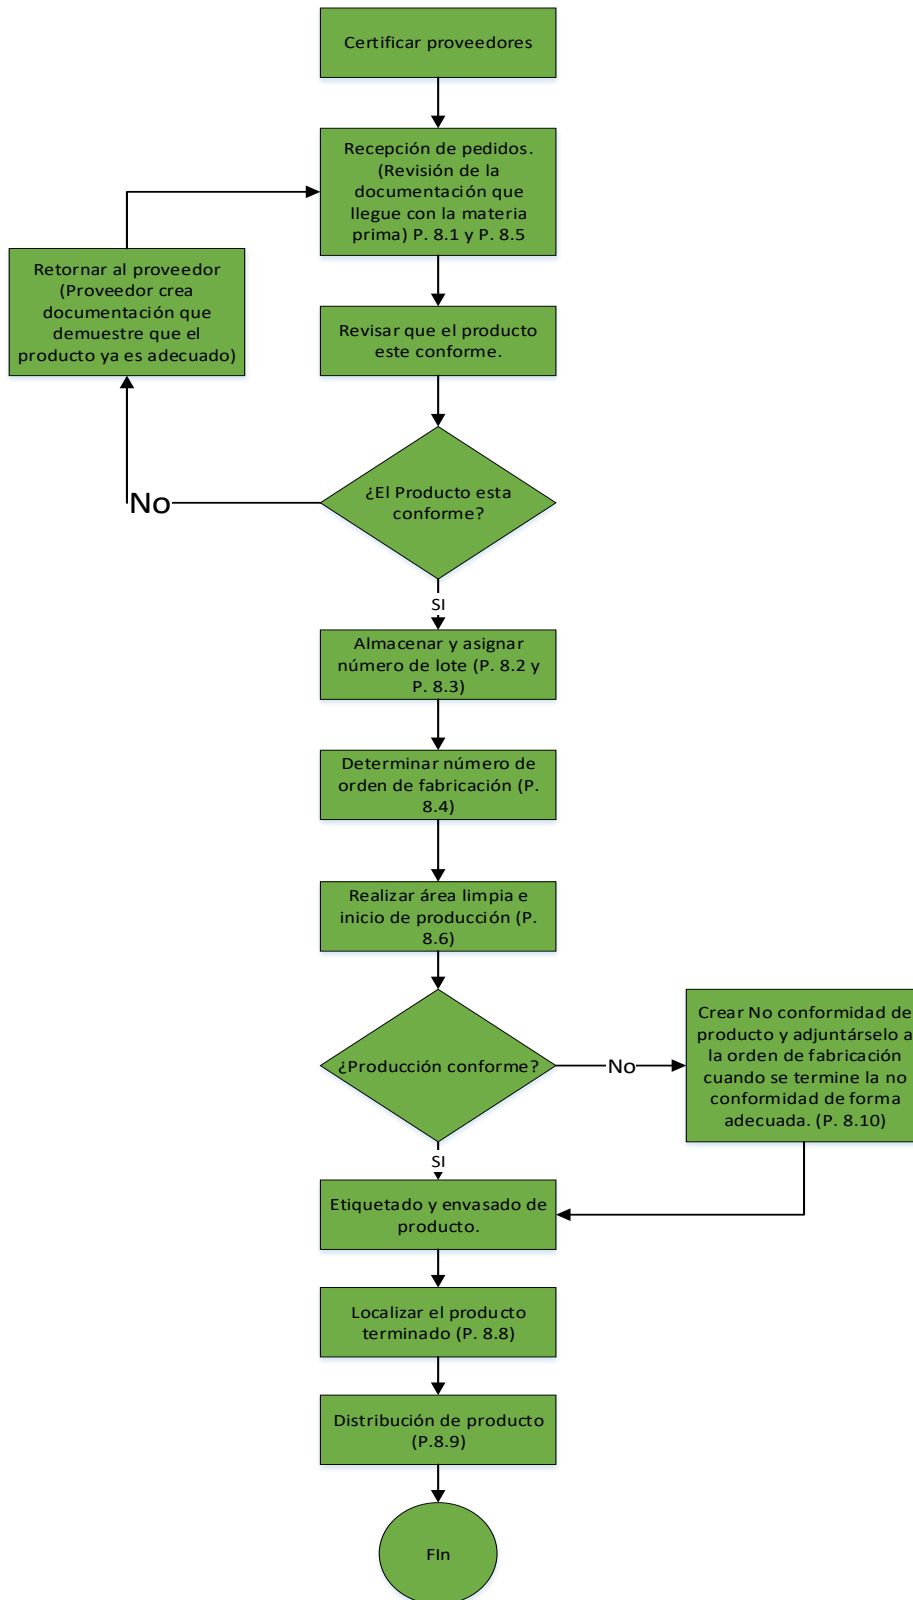 Certificar proveedores
Recepción de pedidos.
(Revisión de la
documentación que
llegue con la materia
prima) P. 8.1 y P. 8.5
Retornar al proveedor
(Proveedor crea
documentación que
demuestre que el
producto ya es adecuado)
Revisar que el producto
este conforme.
¿El Producto esta
conforme?
No
SI
Almacenar y asignar
número de lote (P. 8.2 y
P. 8.3)
Determinar número de
orden de fabricación (P.
8.4)
Realizar área limpia e
inicio de producción (P.
8.6)
¿Producción conforme?
No
Crear No conformidad de
producto y adjuntárselo a
la orden de fabricación
cuando se termine la no
conformidad de forma
adecuada. (P. 8.10)
SI
Etiquetado y envasado de
producto.
Localizar el producto
terminado (P. 8.8)
Distribución de producto
(P.8.9)
FIn